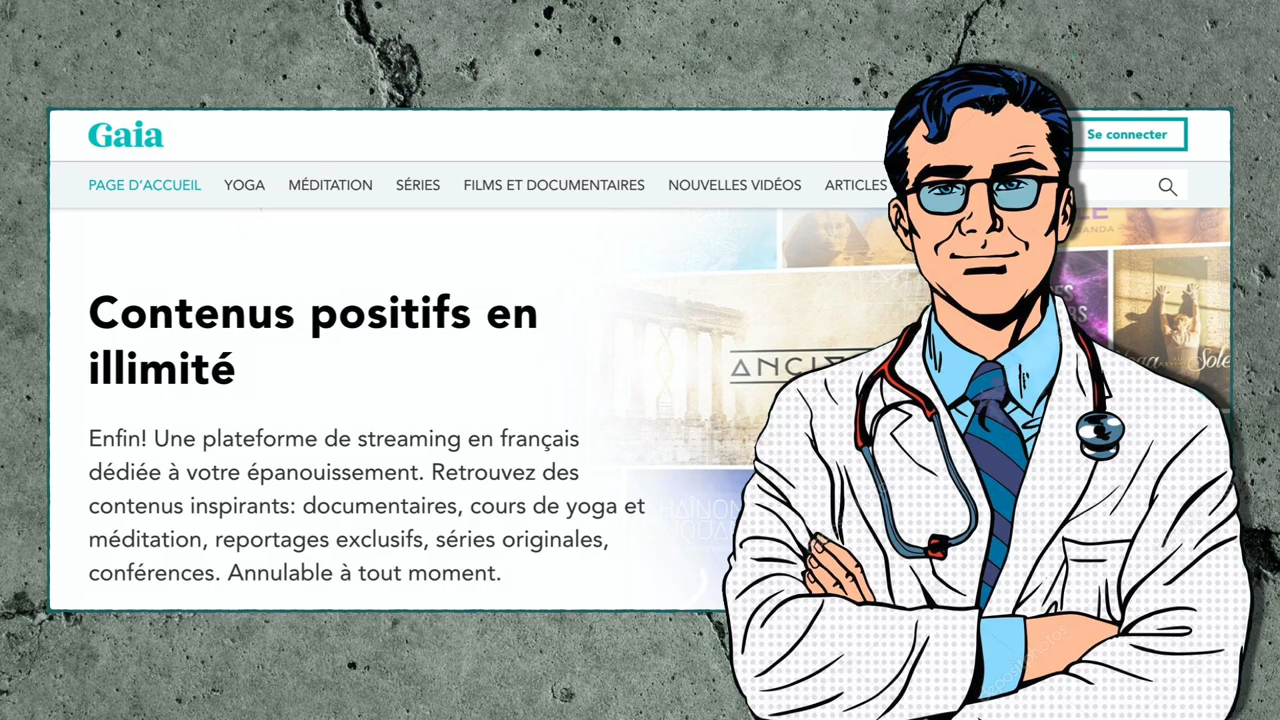 Gaia
Se connecter
PAGE D'ACCUEIL YOGA MÉDITATION SÉRIES FILMS ET DOCUMENTAIRES NOUVELLES VIDÉOS ARTICLES
Contenus positifs en
illimité
Enfin! Une plateforme de streaming en français
dédiée à votre épanouissement. Retrouvez des
contenus inspirants: documentaires, cours de yoga et
méditation, reportages exclusifs, séries originales,
conférences. Annulable à tout moment.